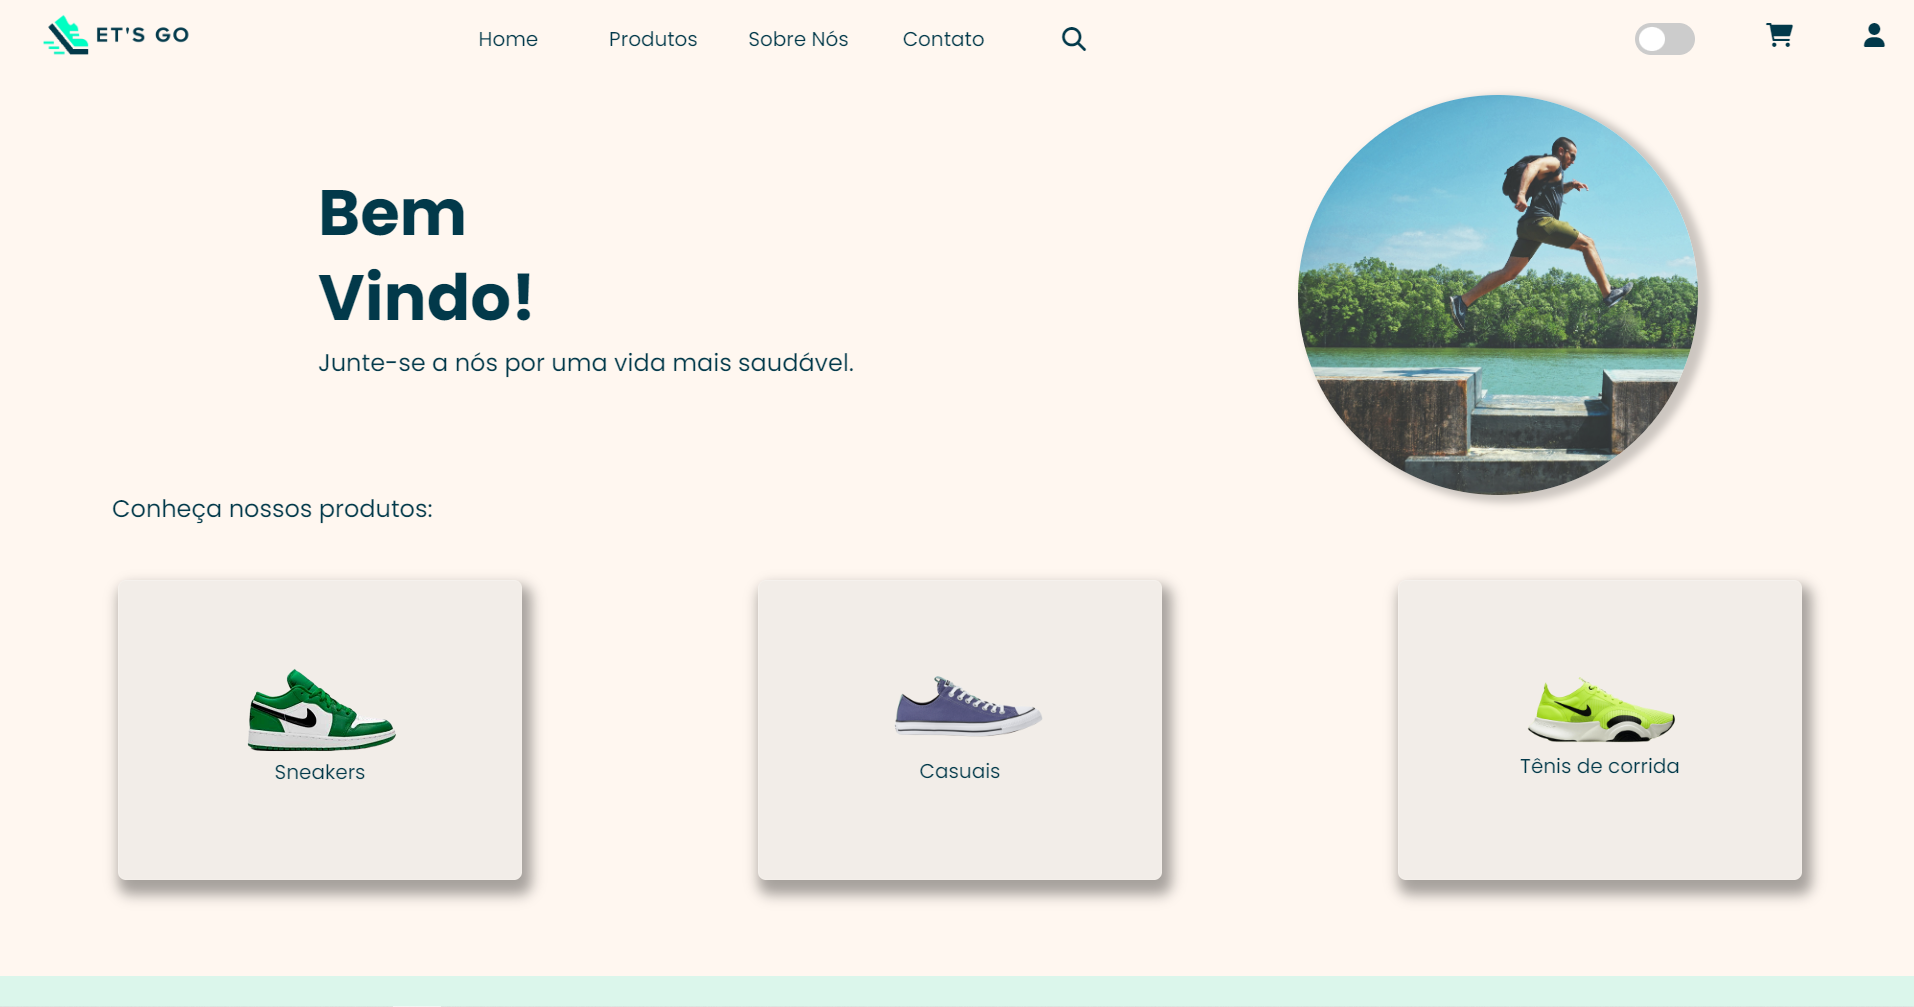 ET'S GO
Home
Produtos
Sobre Nós
Contato
Bem
Vindo!
Junte-se a nós por uma vida mais saudável.
Conheça nossos produtos:
Sneakers
Casuais
Tênis de corrida